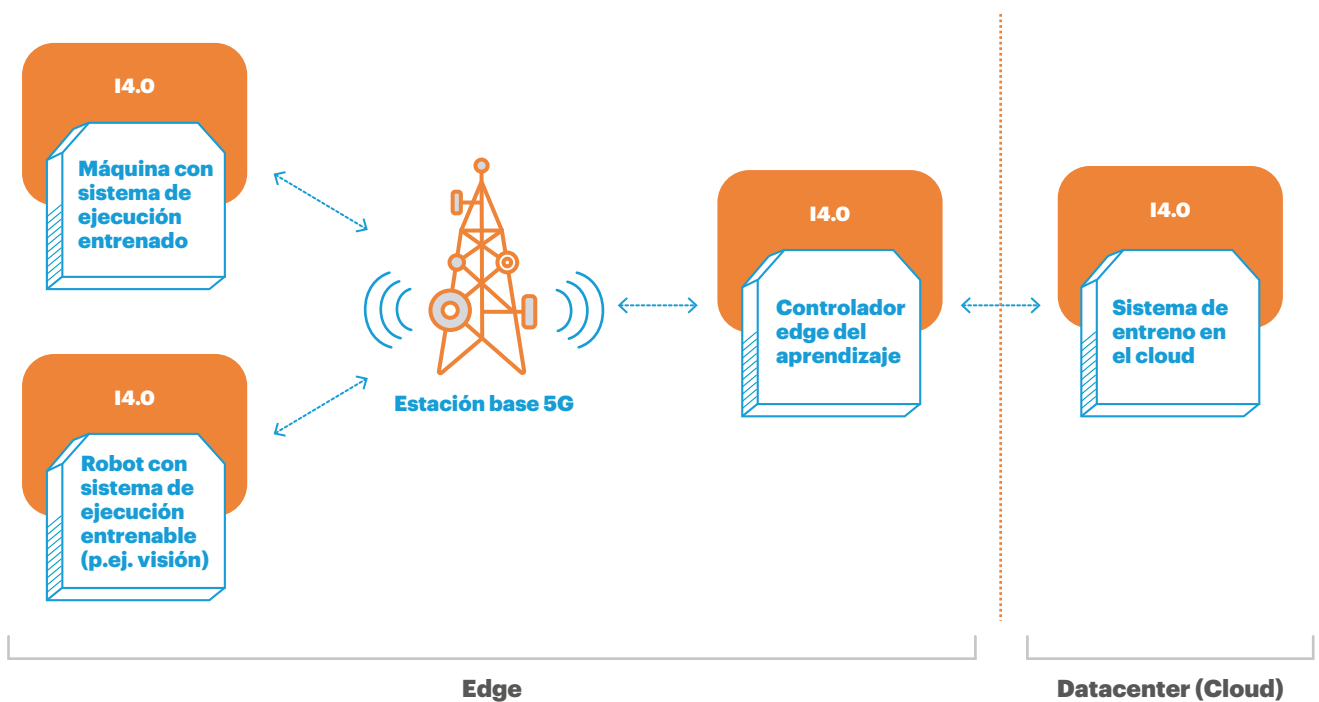 I4.0
Máquina con
sistema de
ejecución
entrenado
I4.0
Robot con
sistema de
ejecución
entrenable
(p.ej. visión)
Estación base 5G
I4.0
Controlador
edge del
aprendizaje
I4.0
Sistema de
entreno en
el cloud
Edge
Datacenter (Cloud)